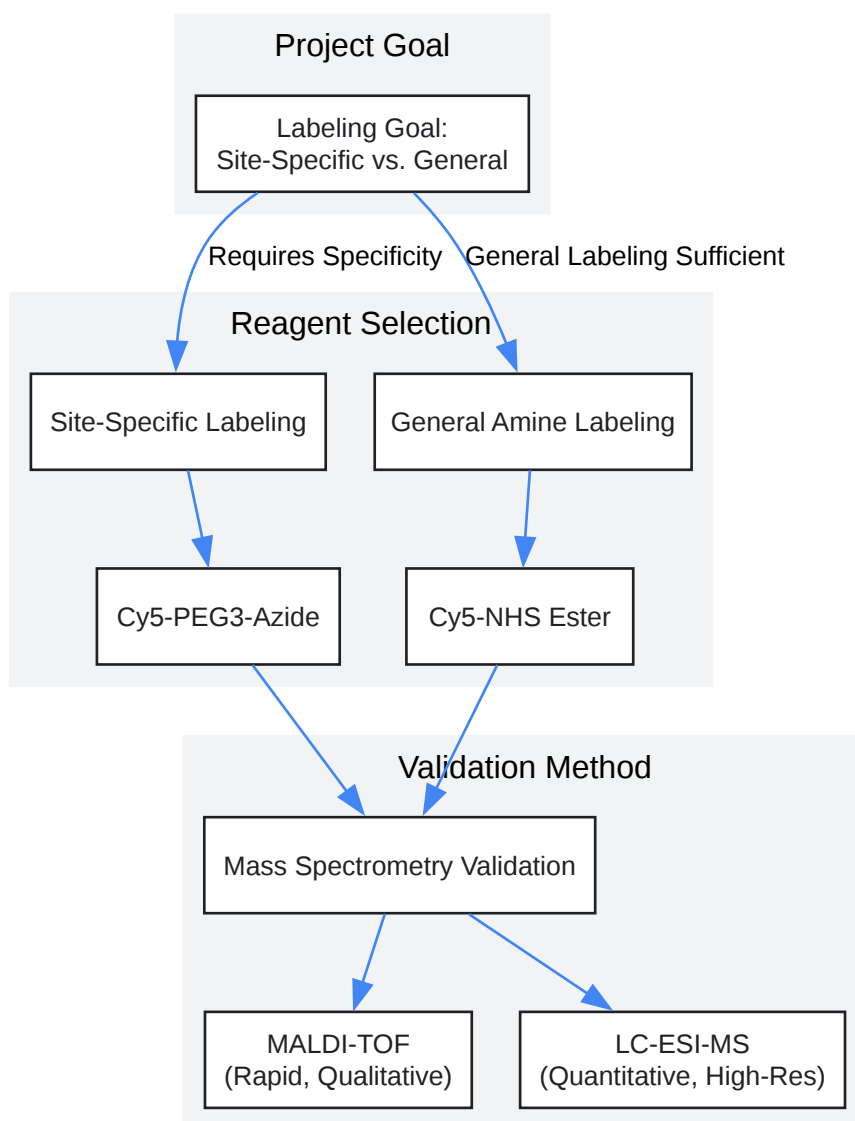 Project Goal
Labeling Goal:
Site-Specific vs. General
Requires Specificity
General Labeling Sufficient
Reagent Selection
Site-Specific Labeling
General Amine Labeling
Cy5-PEG3-Azide
Cy5-NHS Ester
Validation Method
Mass Spectrometry Validation
MALDI-TOF
(Rapid, Qualitative)
LC-ESI-MS
(Quantitative, High-Res)